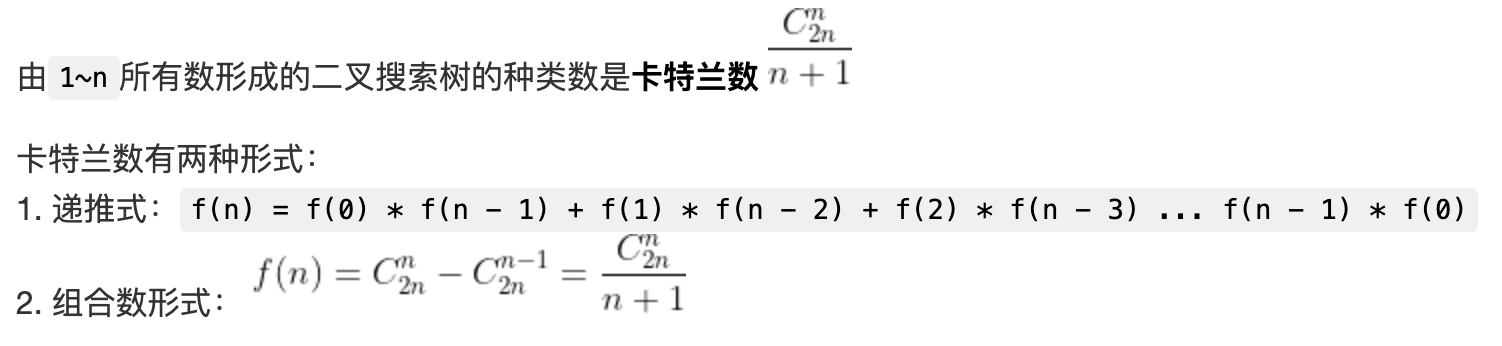 由 1~n 所有数形成的二叉搜索树的种类数是卡特兰数 $\frac{C_{2n}^{n}}{n+1}$
卡特兰数有两种形式：
1. 递推式： f(n) = f(0) * f(n - 1) + f(1) * f(n - 2) + f(2) * f(n - 3) ... f(n - 1) * f(0)
2. 组合数形式： $f(n) = C_{2n}^{n} - C_{2n}^{n-1} = \frac{C_{2n}^{n}}{n+1}$